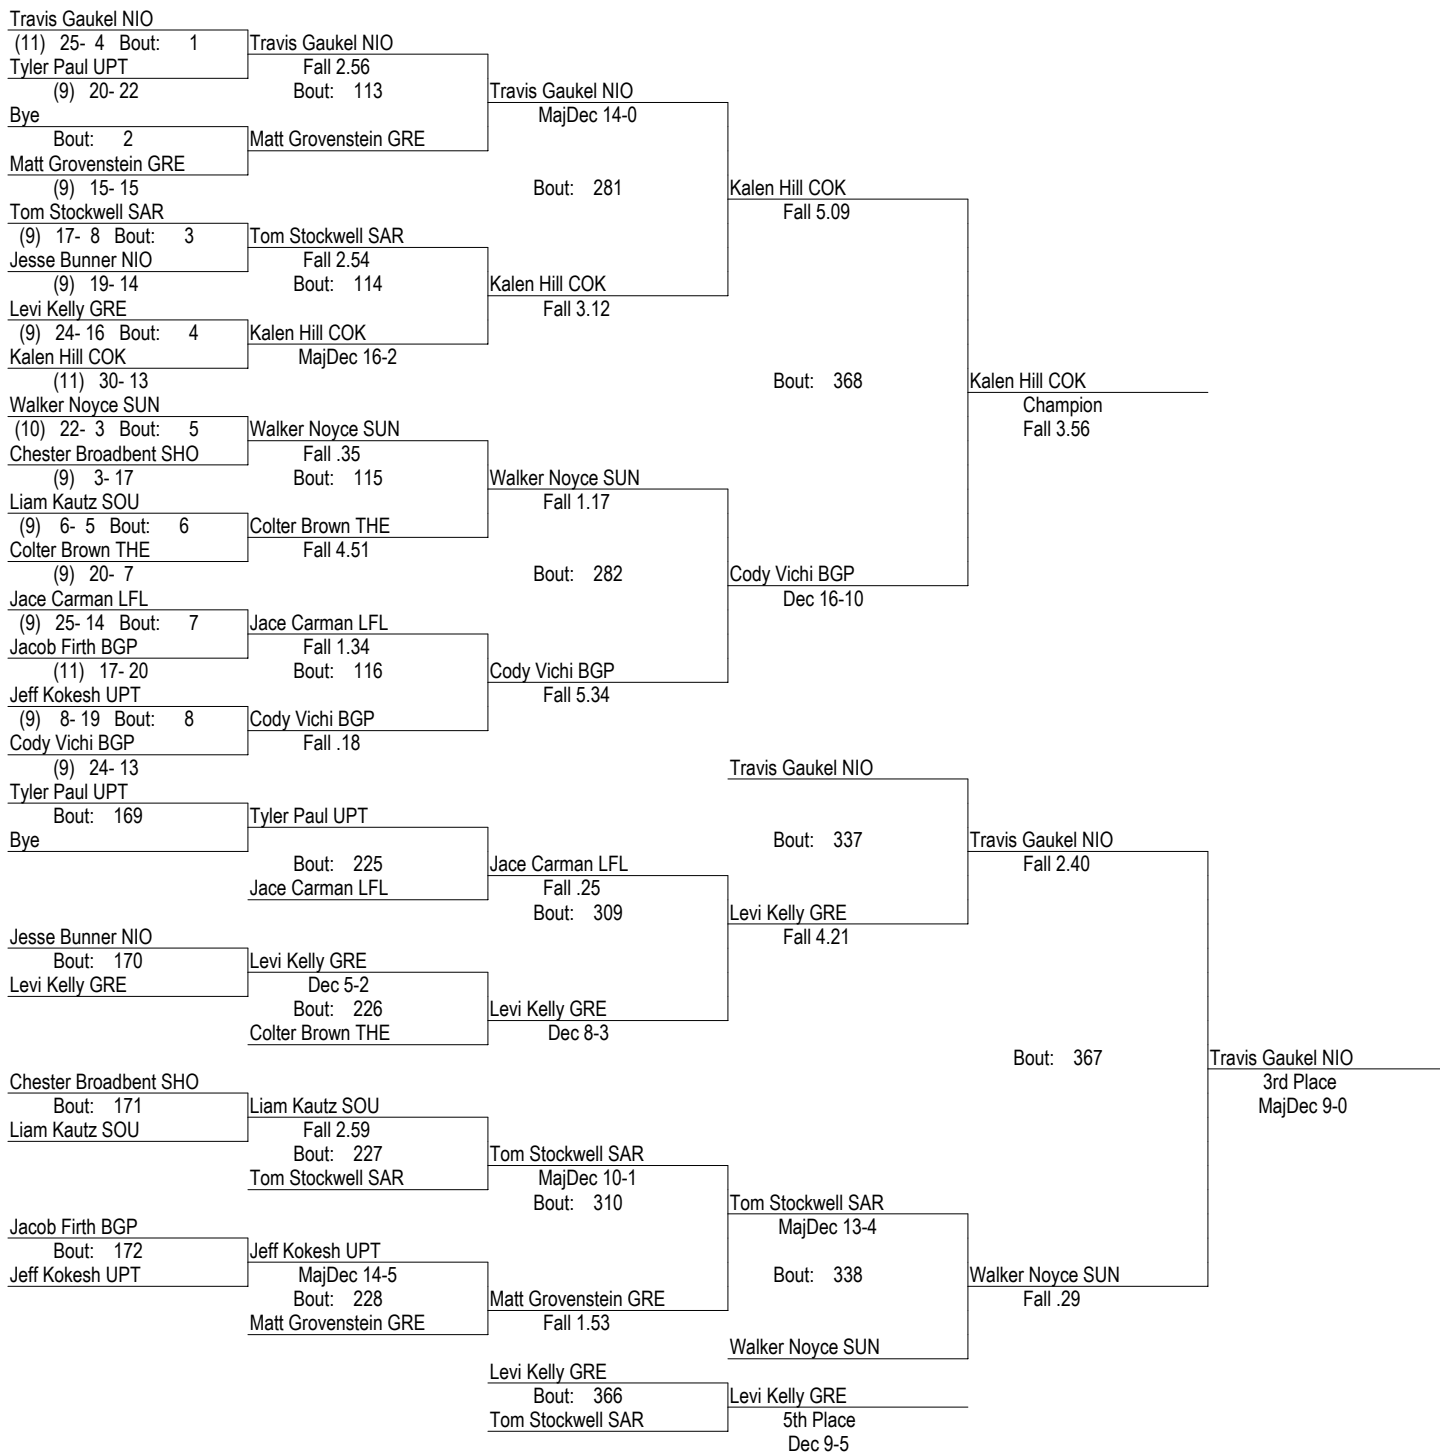 Travis Gaukel NIO
(11) 25- 4 Bout: 1
Travis Gaukel NIO
Tyler Paul UPT
Fall 2.56
(9) 20- 22
Bout: 113
Travis Gaukel NIO
Bye
MajDec 14-0
Bout: 2
Matt Grovenstein GRE
Matt Grovenstein GRE
(9) 15- 15
Bout: 281
Kalen Hill COK
Tom Stockwell SAR
Fall 5.09
(9) 17- 8 Bout: 3
Tom Stockwell SAR
Jesse Bunner NIO
Fall 2.54
(9) 19- 14
Bout: 114
Kalen Hill COK
Levi Kelly GRE
Fall 3.12
(9) 24- 16 Bout: 4
Kalen Hill COK
Kalen Hill COK
MajDec 16-2
(11) 30- 13
Bout: 368
Kalen Hill COK
Walker Noyce SUN
Champion
(10) 22- 3 Bout: 5
Walker Noyce SUN
Fall 3.56
Chester Broadbent SHO
Fall .35
(9) 3- 17
Bout: 115
Walker Noyce SUN
Liam Kautz SOU
Fall 1.17
(9) 6- 5 Bout: 6
Colter Brown THE
Colter Brown THE
Fall 4.51
(9) 20- 7
Bout: 282
Cody Vichi BGP
Jace Carman LFL
Dec 16-10
(9) 25- 14 Bout: 7
Jace Carman LFL
Jacob Firth BGP
Fall 1.34
(11) 17- 20
Bout: 116
Cody Vichi BGP
Jeff Kokesh UPT
Fall 5.34
(9) 8- 19 Bout: 8
Cody Vichi BGP
Cody Vichi BGP
Fall .18
(9) 24- 13
Travis Gaukel NIO
Tyler Paul UPT
Bout: 169
Tyler Paul UPT
Bye
Bout: 337
Travis Gaukel NIO
Bout: 225
Jace Carman LFL
Fall 2.40
Jace Carman LFL
Fall .25
Bout: 309
Levi Kelly GRE
Jesse Bunner NIO
Fall 4.21
Bout: 170
Levi Kelly GRE
Levi Kelly GRE
Dec 5-2
Bout: 226
Levi Kelly GRE
Colter Brown THE
Dec 8-3
Bout: 367
Travis Gaukel NIO
Chester Broadbent SHO
3rd Place
Bout: 171
Liam Kautz SOU
MajDec 9-0
Liam Kautz SOU
Fall 2.59
Bout: 227
Tom Stockwell SAR
Tom Stockwell SAR
MajDec 10-1
Bout: 310
Tom Stockwell SAR
Jacob Firth BGP
MajDec 13-4
Bout: 172
Jeff Kokesh UPT
Jeff Kokesh UPT
MajDec 14-5
Bout: 338
Walker Noyce SUN
Bout: 228
Matt Grovenstein GRE
Fall .29
Matt Grovenstein GRE
Fall 1.53
Walker Noyce SUN
Levi Kelly GRE
Bout: 366
Levi Kelly GRE
Tom Stockwell SAR
5th Place
Dec 9-5